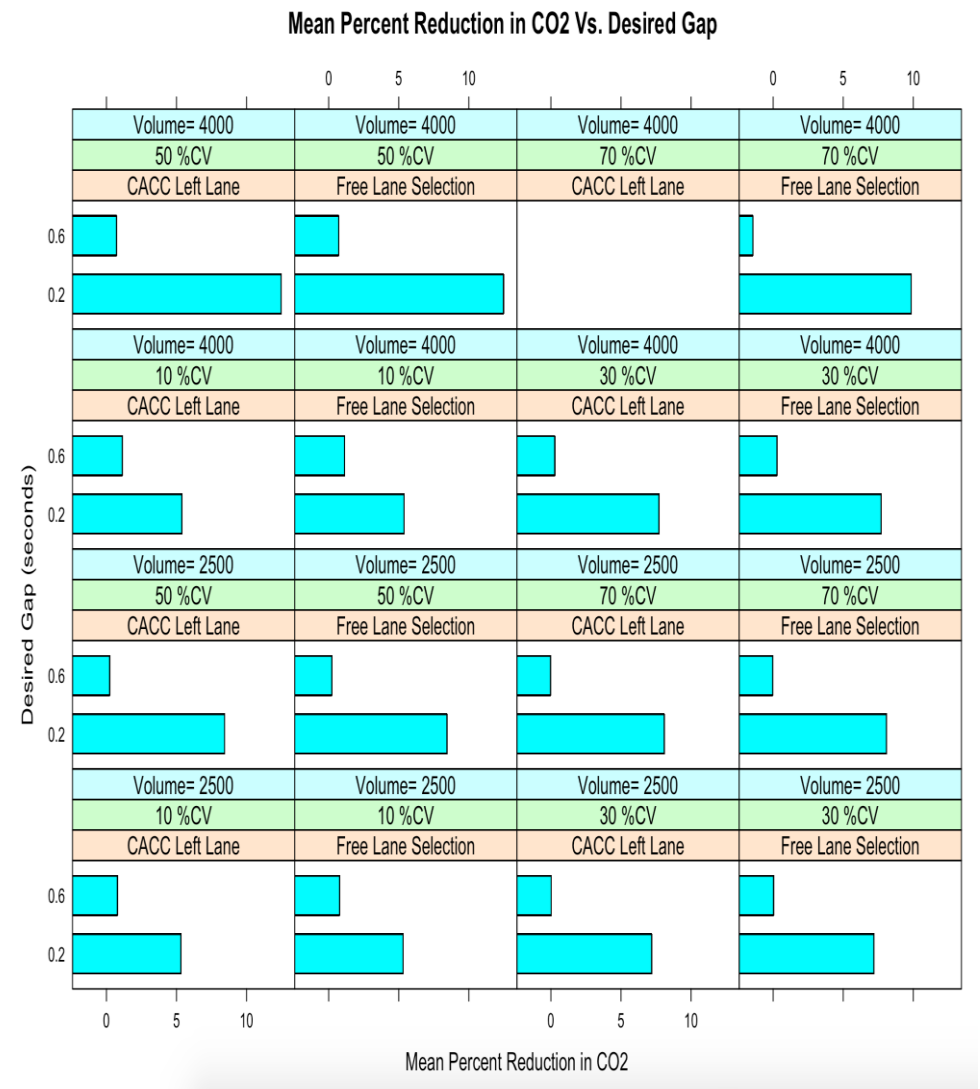 Mean Percent Reduction in CO2 Vs. Desired Gap
0 5 10 0 5 10
Volume= 4000 Volume= 4000 Volume= 4000 Volume= 4000
50 %CV 50 %CV 70 %CV 70 %CV
CACC Left Lane Free Lane Selection CACC Left Lane Free Lane Selection
0.6
0.2
Volume= 4000 Volume= 4000 Volume= 4000 Volume= 4000
10 %CV 10 %CV 30 %CV 30 %CV
CACC Left Lane Free Lane Selection CACC Left Lane Free Lane Selection
0.6
0.2
Volume= 2500 Volume= 2500 Volume= 2500 Volume= 2500
50 %CV 50 %CV 70 %CV 70 %CV
CACC Left Lane Free Lane Selection CACC Left Lane Free Lane Selection
0.6
0.2
Volume= 2500 Volume= 2500 Volume= 2500 Volume= 2500
10 %CV 10 %CV 30 %CV 30 %CV
CACC Left Lane Free Lane Selection CACC Left Lane Free Lane Selection
0.6
0.2
0 5 10 0 5 10
Desired Gap (seconds)
Mean Percent Reduction in CO2